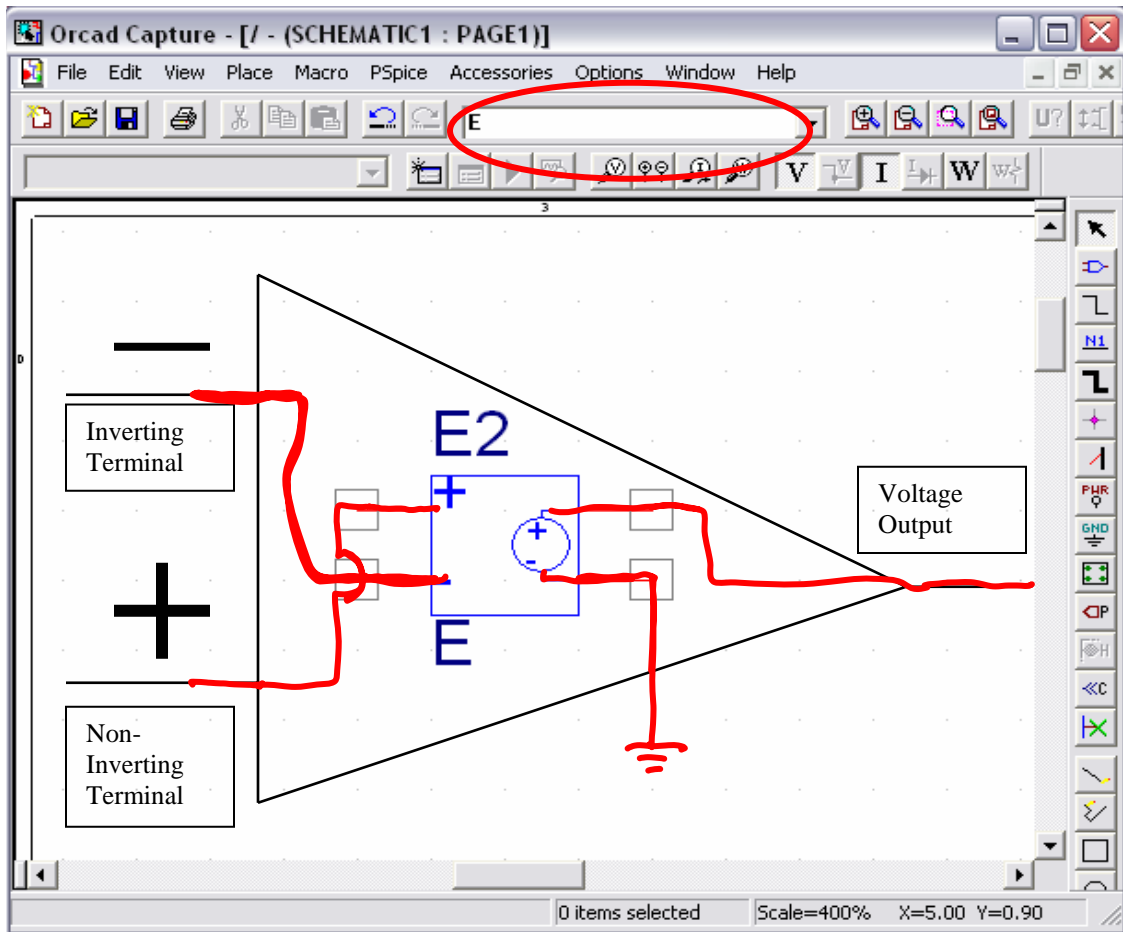 Orcad Capture - [/ - (SCHEMATIC1 : PAGE1)]
File Edit View Place Macro PSpice Accessories Options Window Help
E
U?
V V I I W W
3
D
N1
PWR
GND
P
H
C
−
Inverting
Terminal
E2
+
-
+
-
E
Voltage
Output
+
Non-
Inverting
Terminal
0 items selected Scale=400% X=5.00 Y=0.90